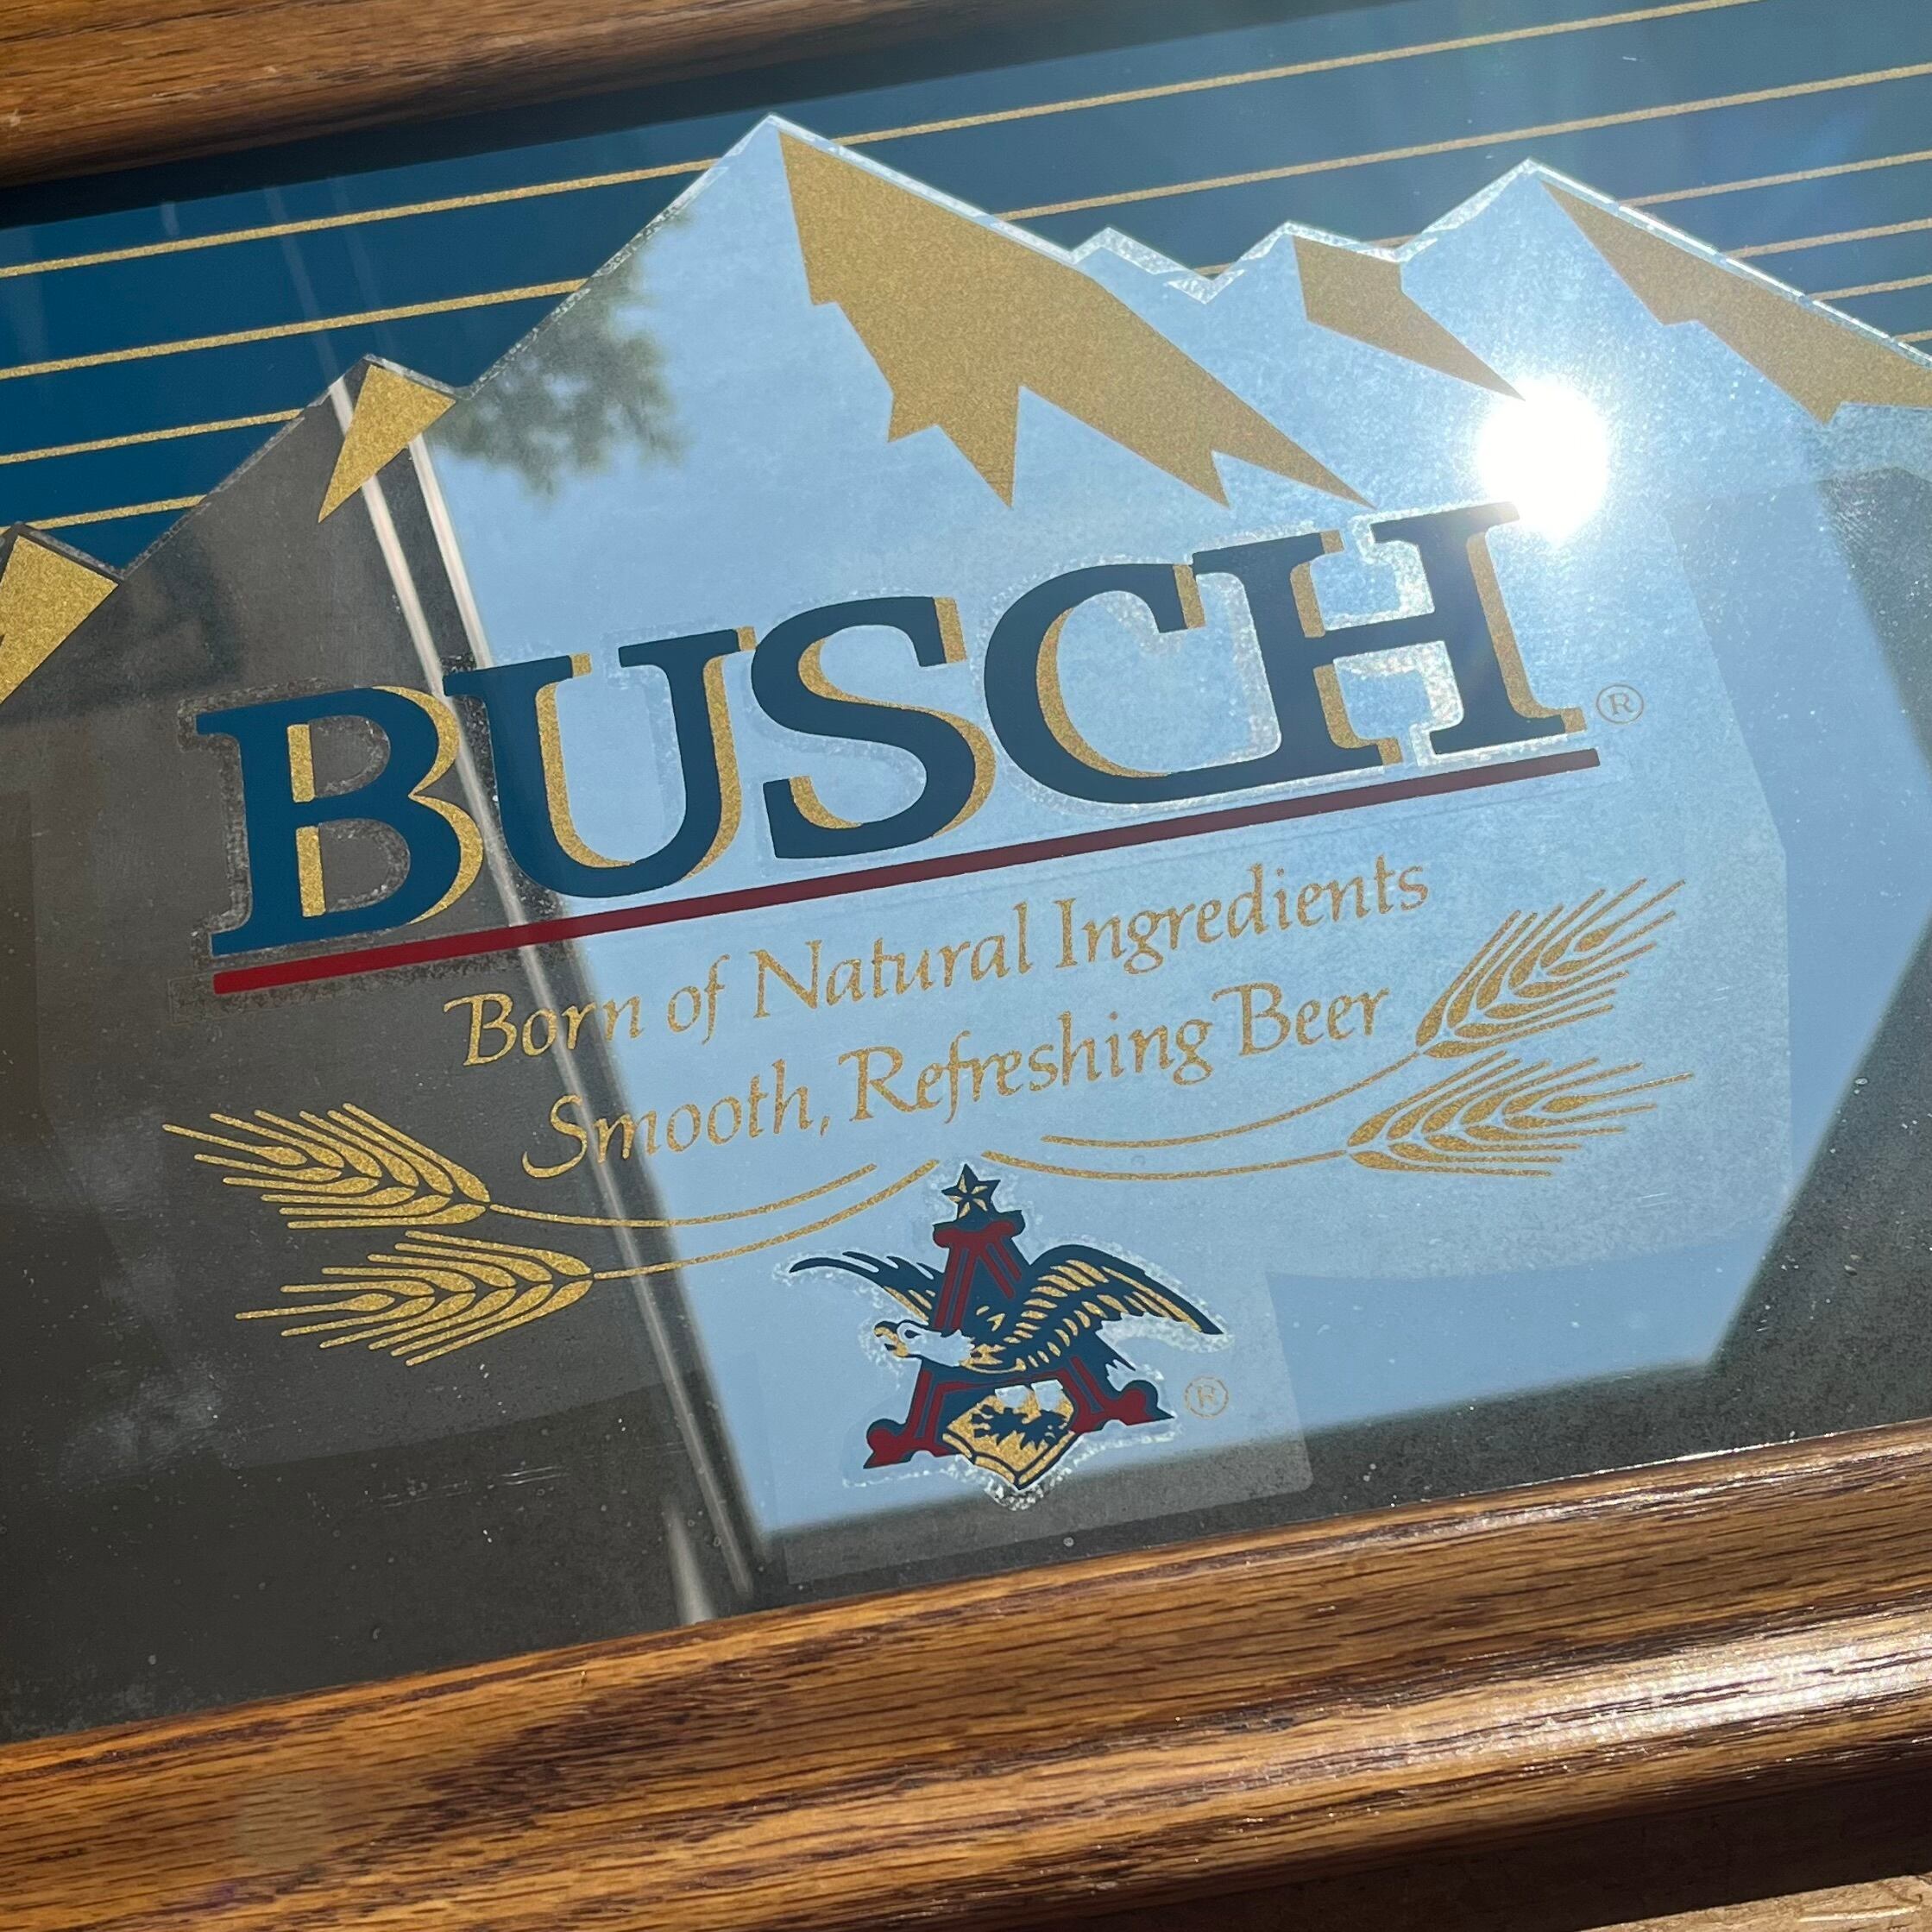 BUSCH®
Born of Natural Ingredients
Smooth, Refreshing Beer
A
®